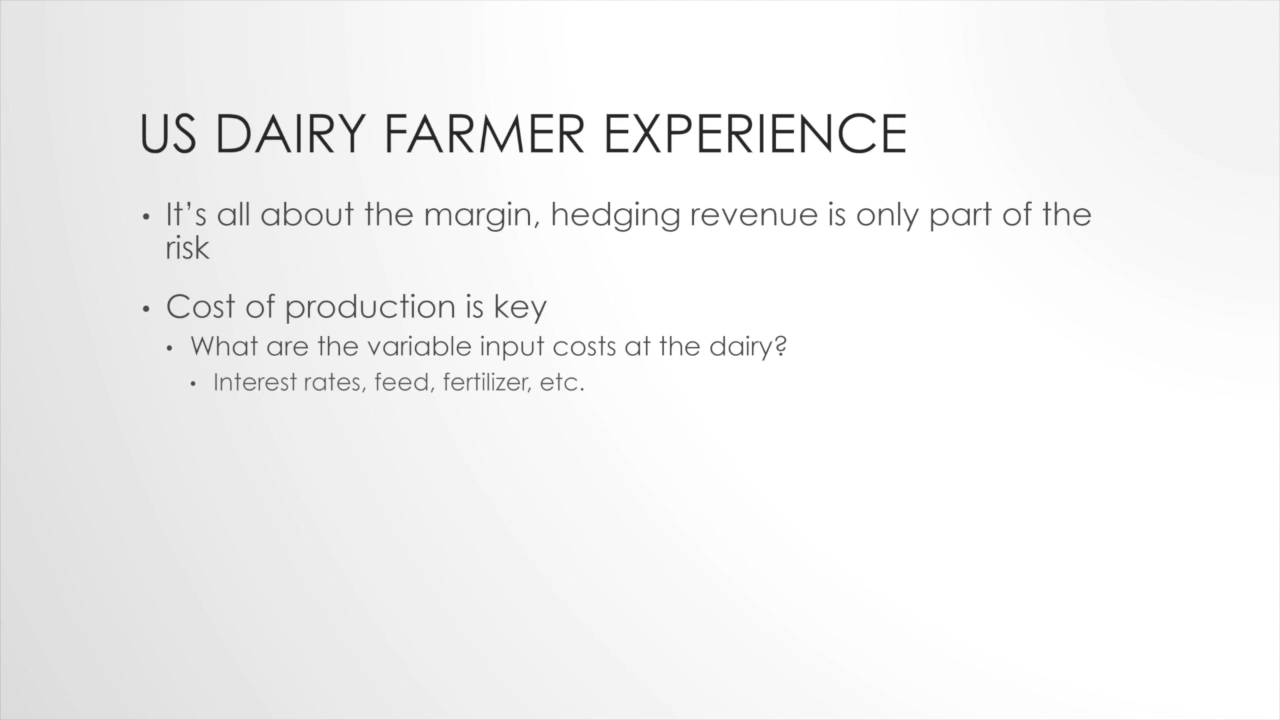 US DAIRY FARMER EXPERIENCE
• It’s all about the margin, hedging revenue is only part of the
risk
• Cost of production is key
• What are the variable input costs at the dairy?
• Interest rates, feed, fertilizer, etc.